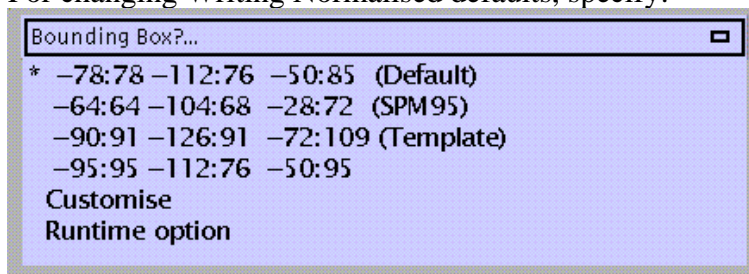 For changing Writing Normalised defaults, specify:
Bounding Box?...
* −78:78 −112:76 −50:85 (Default)
−64:64 −104:68 −28:72 (SPM95)
−90:91 −126:91 −72:109 (Template)
−95:95 −112:76 −50:95
Customise
Runtime option